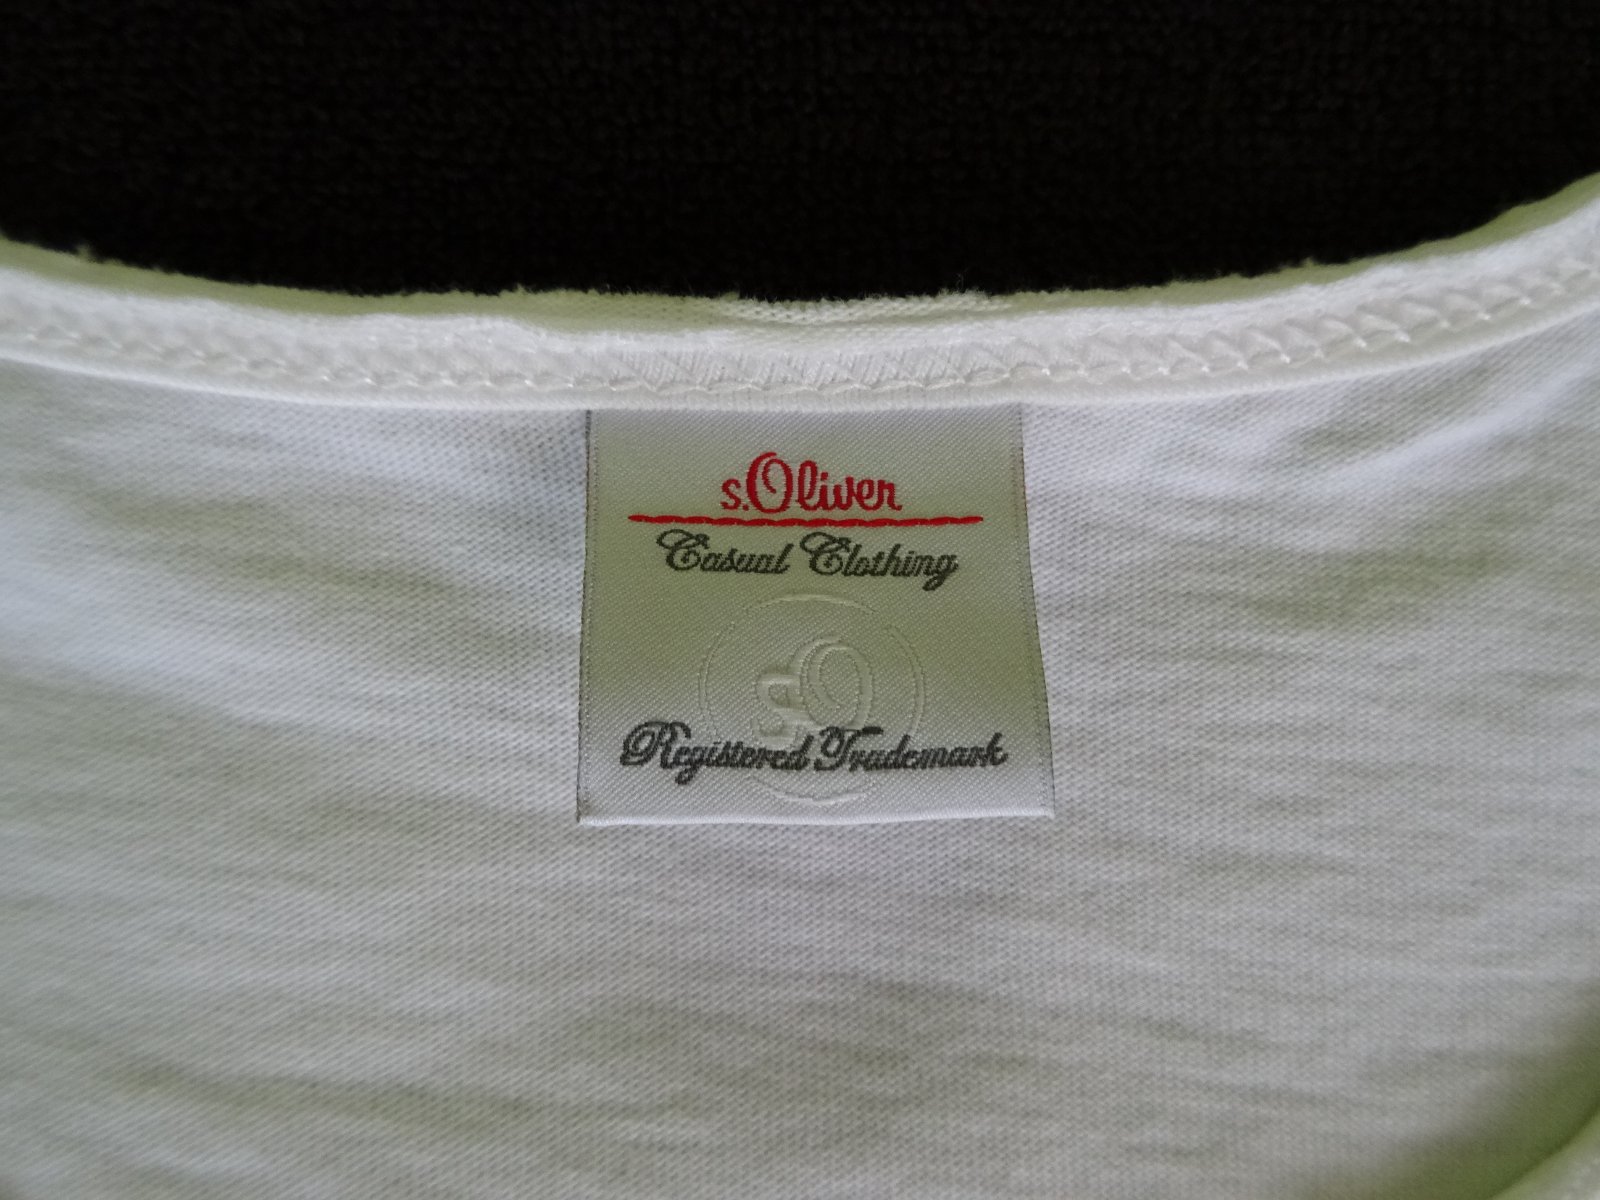 s.Oliver
Casual Clothing
sO
Registered Trademark